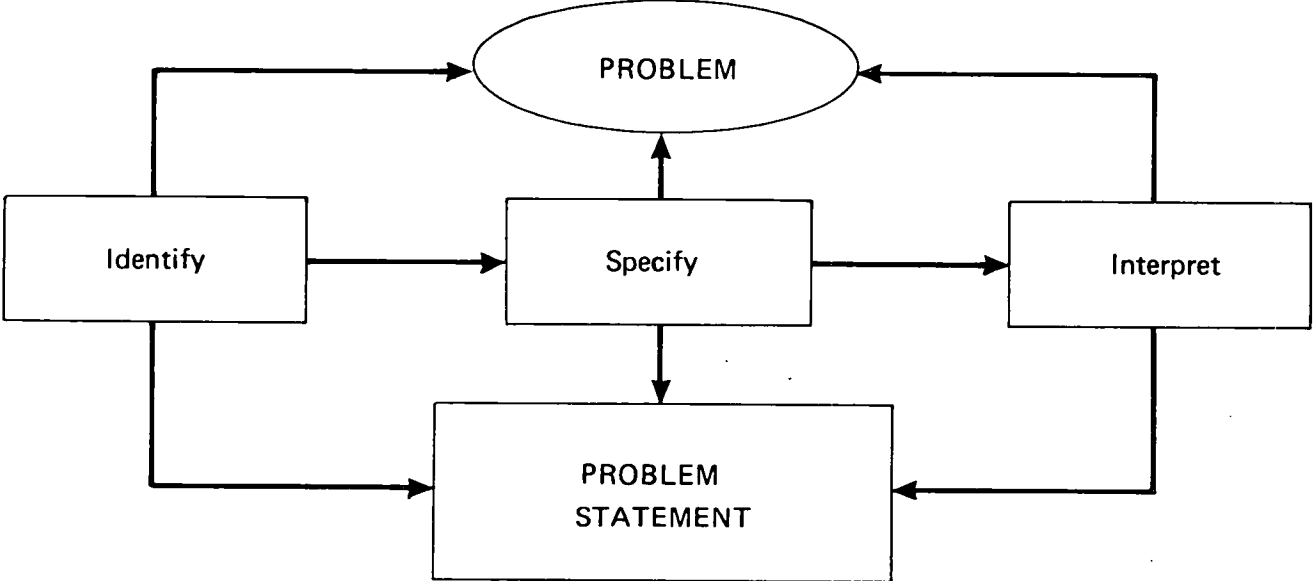 PROBLEM
Identify
Specify
Interpret
PROBLEM
STATEMENT